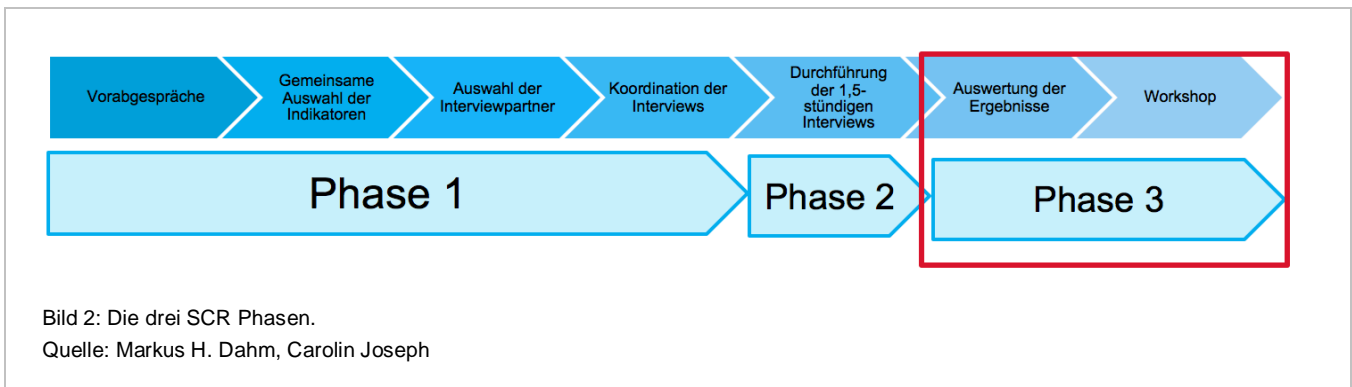 Vorabgespräche
Gemeinsame
Auswahl der
Indikatoren
Auswahl der
Interviewpartner
Koordination der
Interviews
Durchführung
der 1,5-
stündigen
Interviews
Auswertung der
Ergebnisse
Workshop
Phase 1
Phase 2
Phase 3
Bild 2: Die drei SCR Phasen.
Quelle: Markus H. Dahm, Carolin Joseph